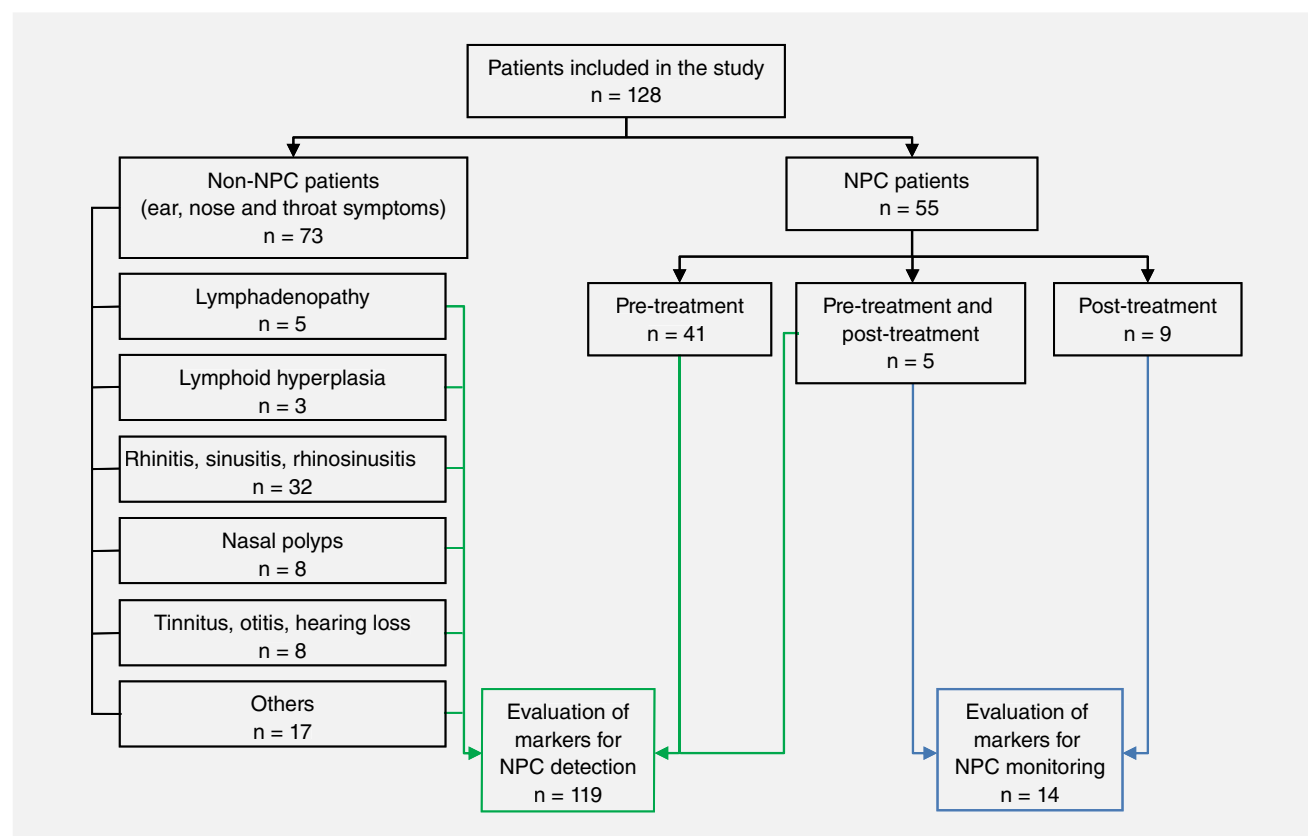 Patients included in the study
n = 128
Non-NPC patients
(ear, nose and throat symptoms)
n = 73
NPC patients
n = 55
Lymphadenopathy
n = 5
Lymphoid hyperplasia
n = 3
Rhinitis, sinusitis, rhinosinusitis
n = 32
Nasal polyps
n = 8
Tinnitus, otitis, hearing loss
n = 8
Others
n = 17
Pre-treatment
n = 41
Pre-treatment and
post-treatment
n = 5
Post-treatment
n = 9
Evaluation of
markers for
NPC detection
n = 119
Evaluation of
markers for
NPC monitoring
n = 14